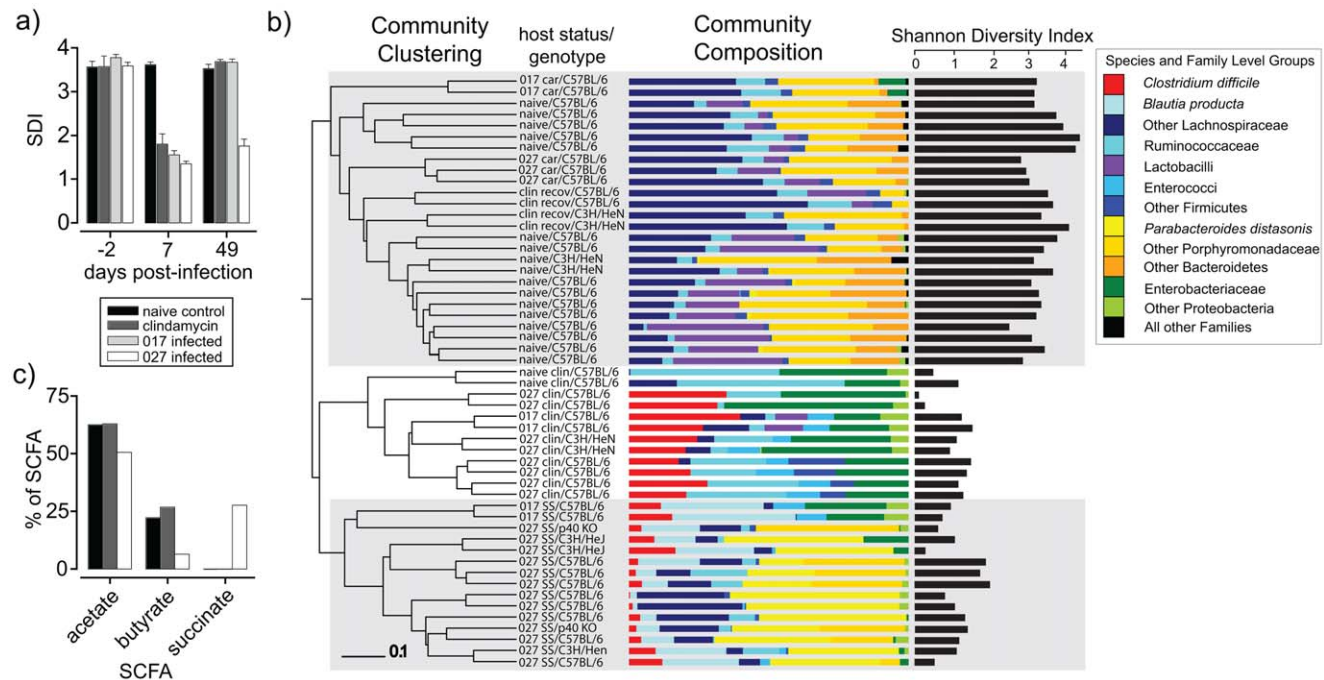 a)
SDI
4
3
2
1
0
-2 7 49
days post-infection
naive control
clindamycin
017 infected
027 infected
c)
% of SCFA
75
50
25
0
acetate
butyrate
succinate
SCFA
b)
Community
Clustering
host status/
genotype
Community
Composition
Shannon Diversity Index
0 1 2 3 4
017 car/C57BL/6
017 car/C57BL/6
naive/C57BL/6
naive/C57BL/6
naive/C57BL/6
naive/C57BL/6
naive/C57BL/6
027 car/C57BL/6
027 car/C57BL/6
027 car/C57BL/6
clin recov/C57BL/6
clin recov/C57BL/6
clin recov/C3H/HeN
clin recov/C3H/HeN
naive/C57BL/6
naive/C57BL/6
naive/C3H/HeN
naive/C3H/HeN
naive/C57BL/6
naive/C57BL/6
naive/C57BL/6
naive/C57BL/6
naive/C57BL/6
naive/C57BL/6
naive/C57BL/6
naive/C57BL/6
naive clin/C57BL/6
naive clin/C57BL/6
027 clin/C57BL/6
027 clin/C57BL/6
017 clin/C57BL/6
017 clin/C57BL/6
027 clin/C3H/HeN
027 clin/C3H/HeN
027 clin/C57BL/6
027 clin/C57BL/6
027 clin/C57BL/6
027 clin/C57BL/6
017 SS/C57BL/6
017 SS/C57BL/6
027 SS/p40 KO
027 SS/C3H/HeJ
027 SS/C3H/HeJ
027 SS/C57BL/6
027 SS/C57BL/6
027 SS/C57BL/6
027 SS/C57BL/6
027 SS/C57BL/6
027 SS/C57BL/6
027 SS/p40 KO
027 SS/C57BL/6
027 SS/C3H/Hen
027 SS/C57BL/6
0.1
Species and Family Level Groups
Clostridium difficile
Blautia producta
Other Lachnospiraceae
Ruminococcaceae
Lactobacilli
Enterococci
Other Firmicutes
Parabacteroides distasonis
Other Porphyromonadaceae
Other Bacteroidetes
Enterobacteriaceae
Other Proteobacteria
All other Families